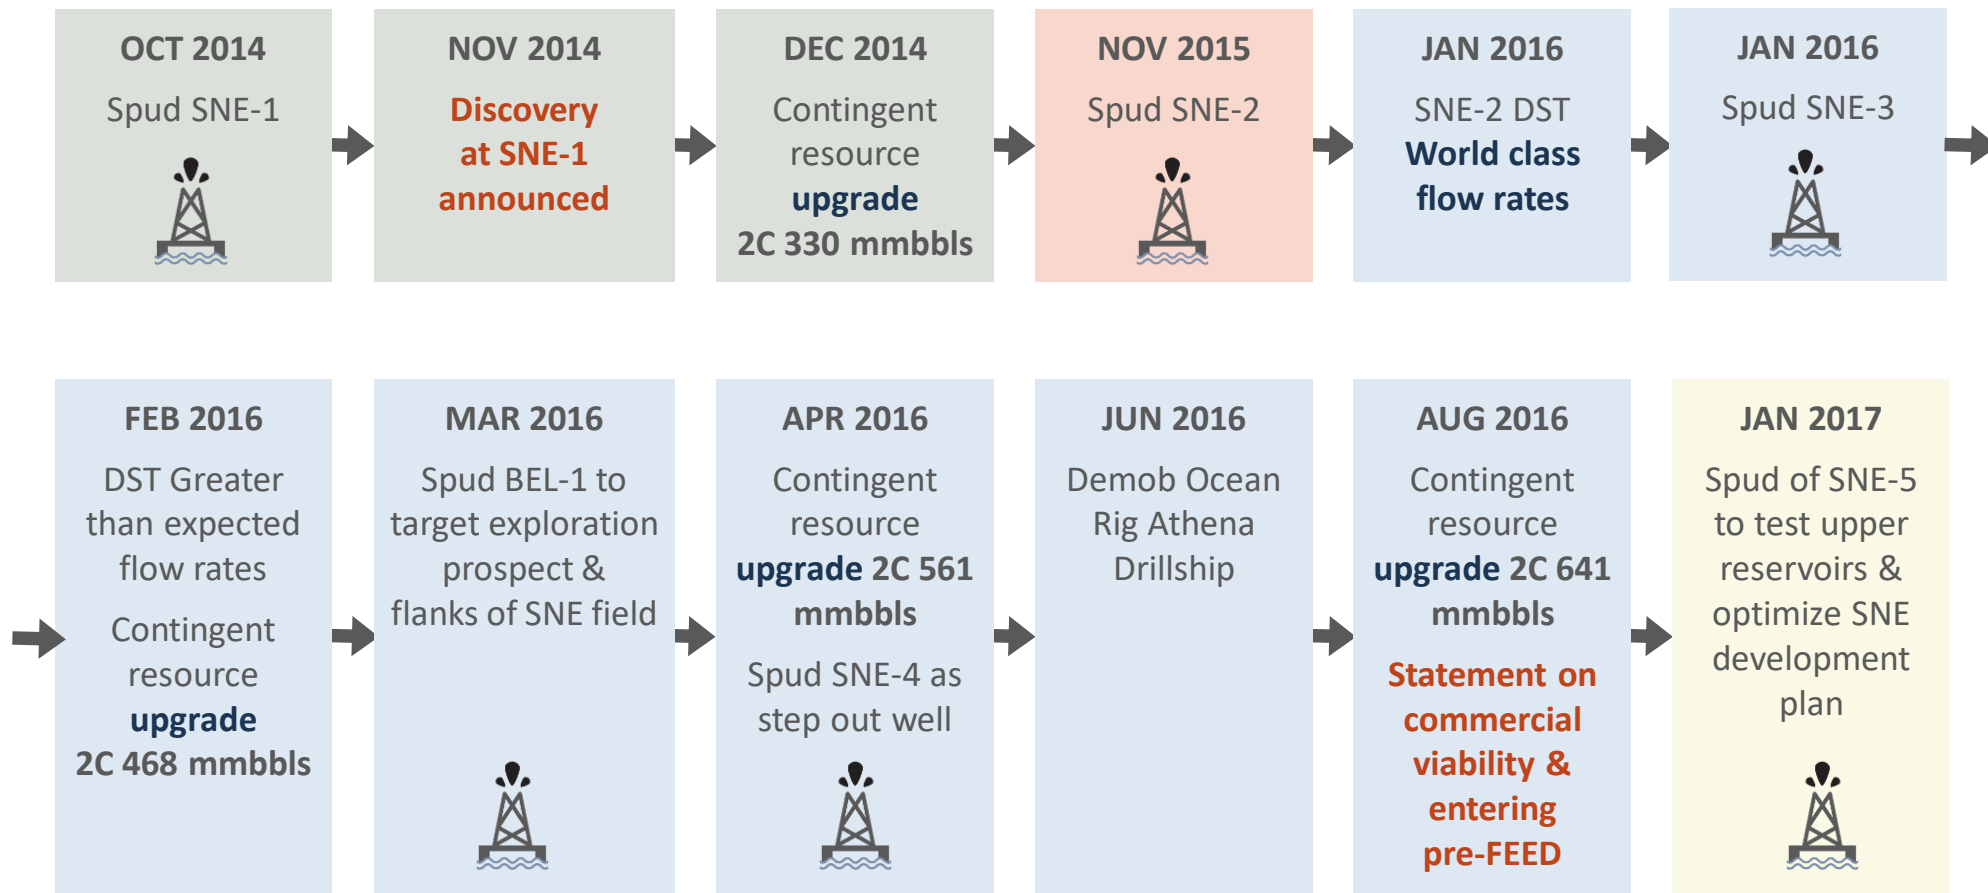 OCT 2014
Spud SNE-1
NOV 2014
Discovery
at SNE-1
announced
DEC 2014
Contingent
resource
upgrade
2C 330 mmbbls
NOV 2015
Spud SNE-2
JAN 2016
SNE-2 DST
World class
flow rates
JAN 2016
Spud SNE-3
FEB 2016
DST Greater
than expected
flow rates
Contingent
resource
upgrade
2C 468 mmbbls
MAR 2016
Spud BEL-1 to
target exploration
prospect &
flanks of SNE field
APR 2016
Contingent
resource
upgrade 2C 561
mmbbls
Spud SNE-4 as
step out well
JUN 2016
Demob Ocean
Rig Athena
Drillship
AUG 2016
Contingent
resource
upgrade 2C 641
mmbbls
Statement on
commercial
viability &
entering
pre-FEED
JAN 2017
Spud of SNE-5
to test upper
reservoirs &
optimize SNE
development
plan